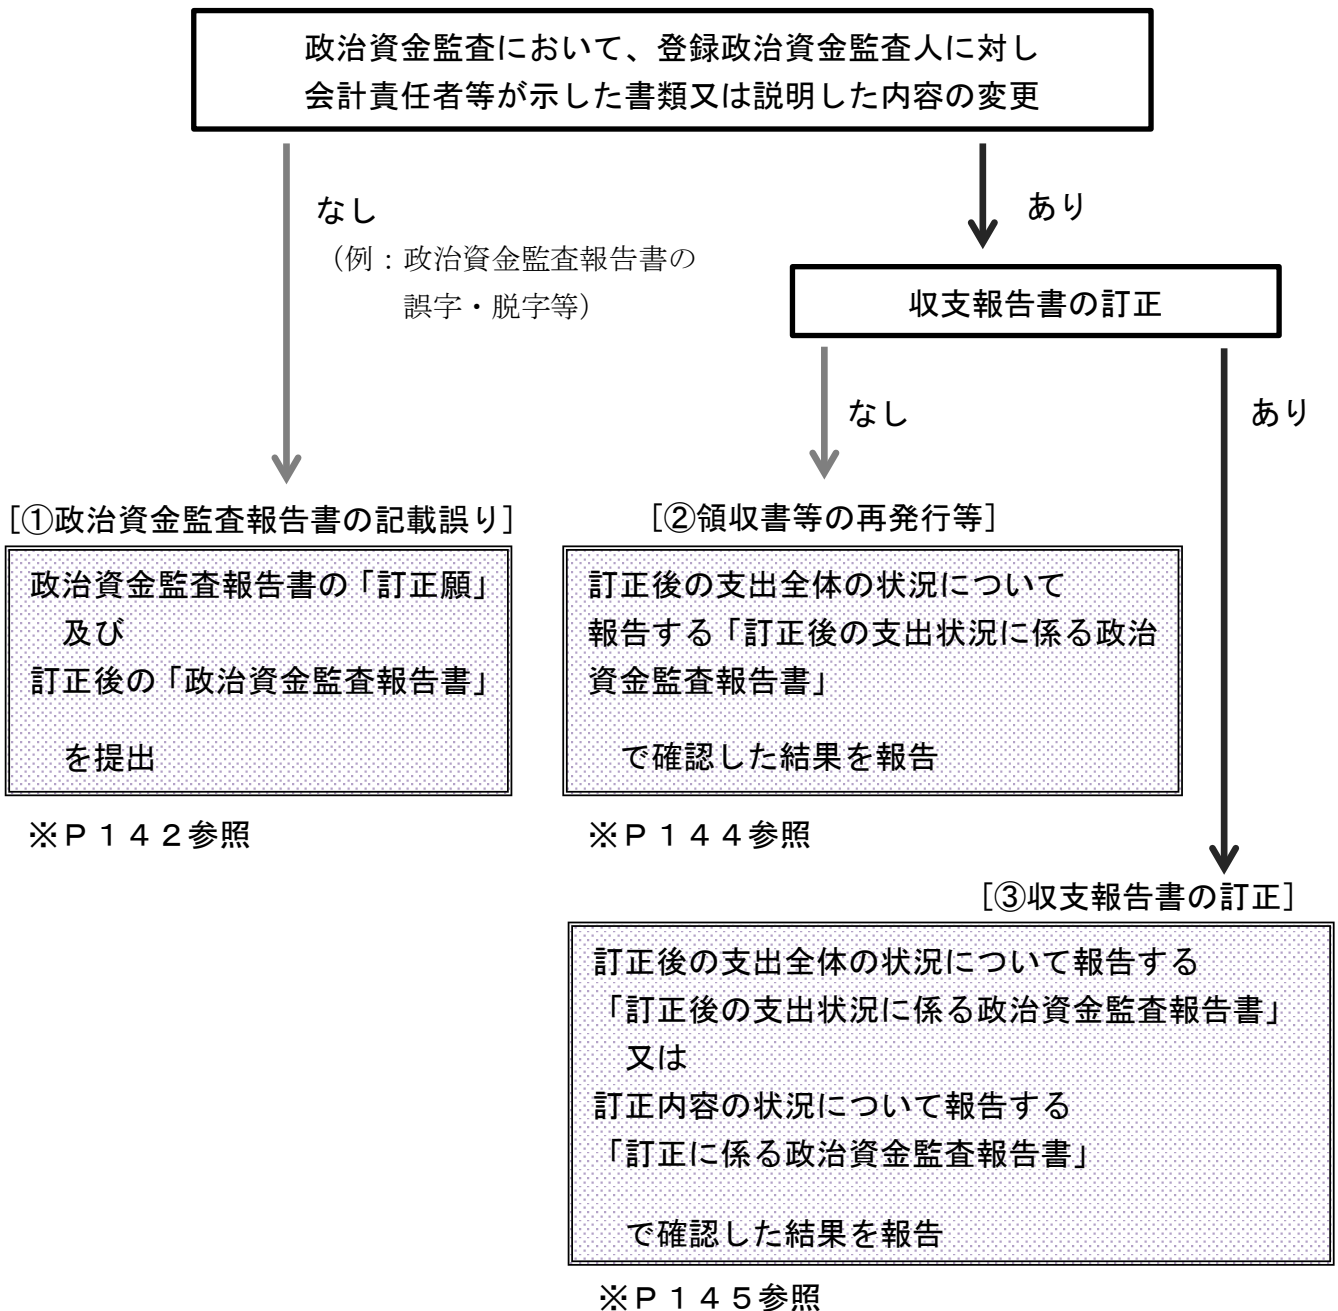 政治資金監査において、登録政治資金監査人に対し
会計責任者等が示した書類又は説明した内容の変更
なし
（例：政治資金監査報告書の
誤字・脱字等）
あり
収支報告書の訂正
なし
あり
[①政治資金監査報告書の記載誤り]
政治資金監査報告書の「訂正願」
及び
訂正後の「政治資金監査報告書」
を提出
※Ｐ１４２参照
[②領収書等の再発行等]
訂正後の支出全体の状況について
報告する「訂正後の支出状況に係る政治
資金監査報告書」
で確認した結果を報告
※Ｐ１４４参照
[③収支報告書の訂正]
訂正後の支出全体の状況について報告する
「訂正後の支出状況に係る政治資金監査報告書」
又は
訂正内容の状況について報告する
「訂正に係る政治資金監査報告書」
で確認した結果を報告
※Ｐ１４５参照